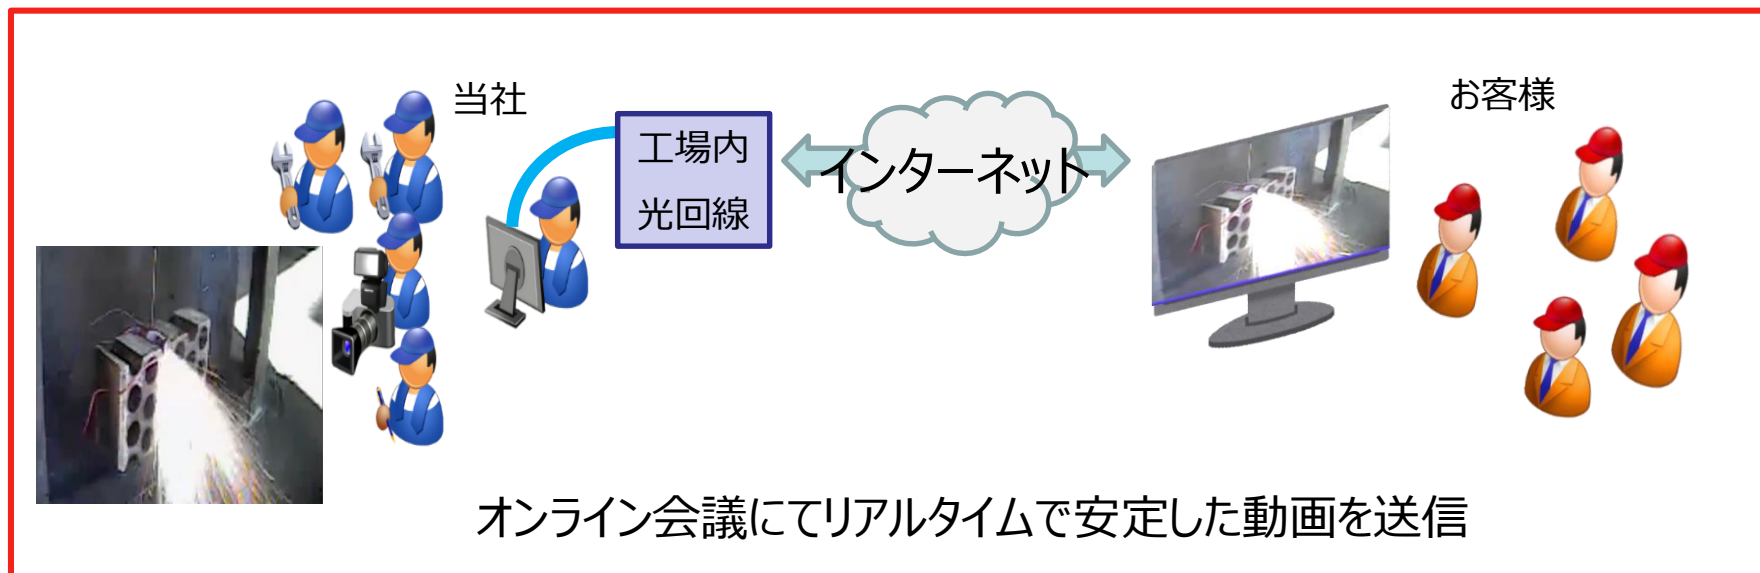 当社
工場内
光回線
インターネット
お客様
オンライン会議にてリアルタイムで安定した動画を送信